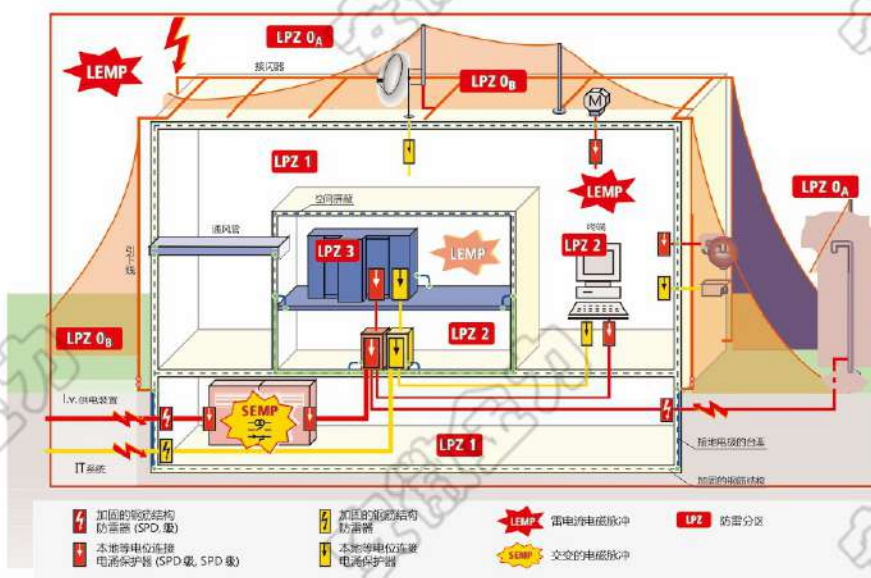 LPZ 0A
接闪器
LEMP
LPZ 0B
M
LPZ 1
LEMP
LPZ 0A
空间屏蔽
通风管
终端
LPZ 3
LEMP
LPZ 2
引下线
LPZ 0B
LPZ 2
l.v.供电装置
SEMP
LPZ 1
接地电极的台基
IT系统
加固的钢筋结构
加固的钢筋结构
防雷器 (SPD 级)
加固的钢筋结构
防雷器
LEMP 雷电流电磁脉冲
LPZ 防雷分区
本地等电位连接
电涌保护器 (SPD 级, SPD 级)
本地等电位连接
电涌保护器
SEMP 交变的电磁脉冲